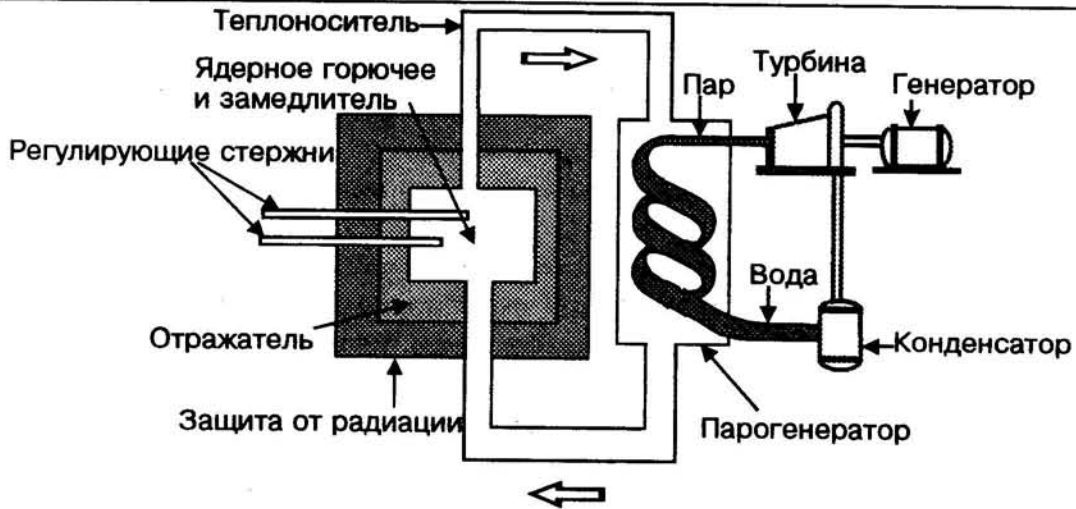 Теплоноситель
Ядерное горючее
и замедлитель
Регулирующие стержни
Отражатель
Защита от радиации
Пар
Турбина
Генератор
Вода
Конденсатор
Парогенератор